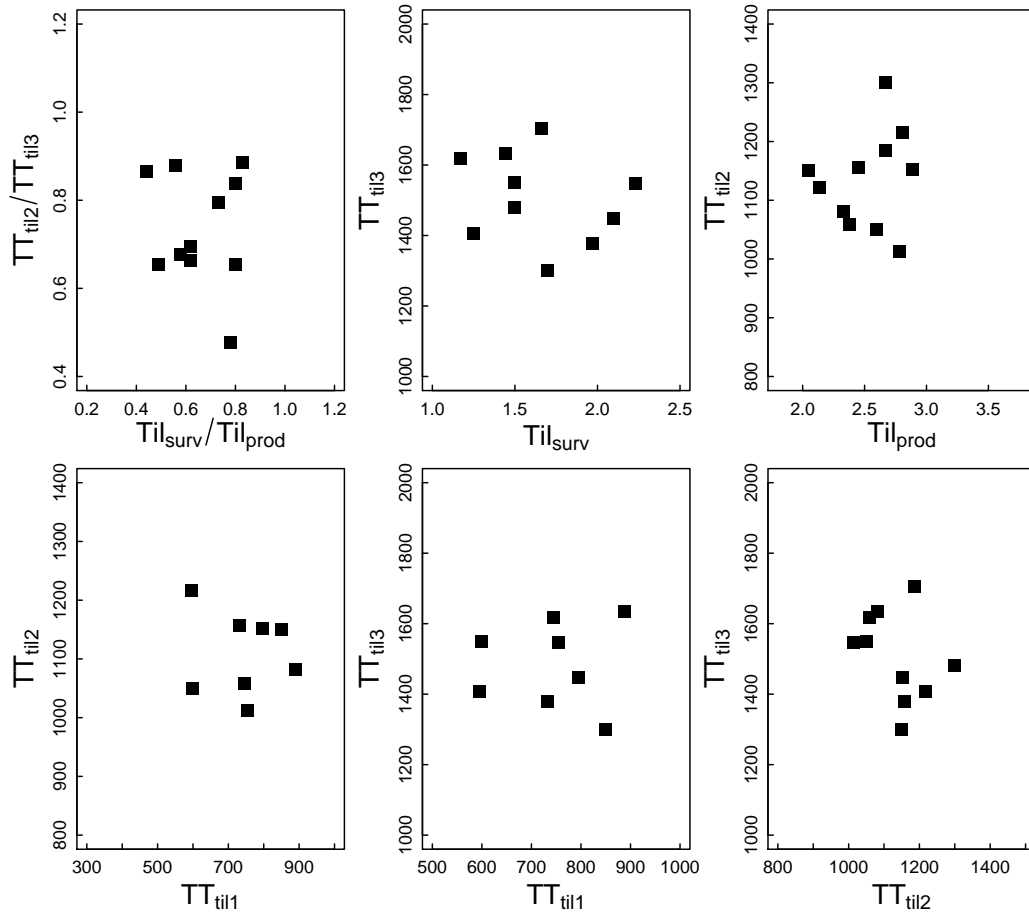 TTtil2/TTtil3
0.4 0.6 0.8 1.0 1.2
0.2 0.4 0.6 0.8 1.0 1.2
Tilsurv/Tilprod
TTtil3
1000 1200 1400 1600 1800 2000
1.0 1.5 2.0 2.5
Tilsurv
TTtil2
800 900 1000 1100 1200 1300 1400
2.0 2.5 3.0 3.5
Tilprod
TTtil2
800 900 1000 1100 1200 1300 1400
300 500 700 900
TTtil1
TTtil3
1000 1200 1400 1600 1800 2000
500 600 700 800 900 1000
TTtil1
TTtil3
1000 1200 1400 1600 1800 2000
800 1000 1200 1400
TTtil2